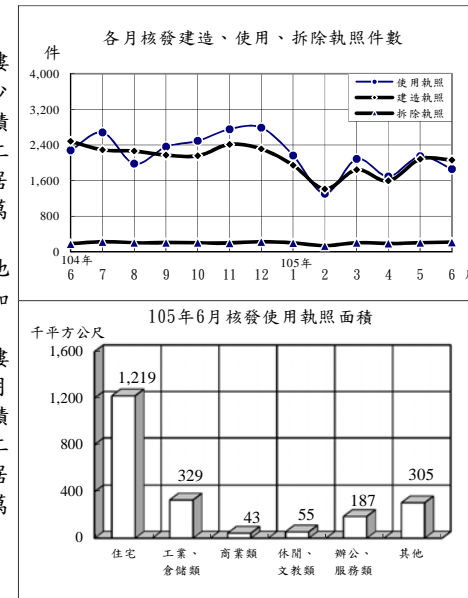 各月核發建造、使用、拆除執照件數
件
4,000
3,200
2,400
1,600
800
0
使用執照
建造執照
拆除執照
104年 105年
6 7 8 9 10 11 12 1 2 3 4 5 6 月
105年6月核發使用執照面積
千平方公尺
1,600
1,200
800
400
0
1,219
329
43
55
187
305
住宅 工業、 商業類 休閒、 辦公、 其他
倉儲類 文教類 服務類